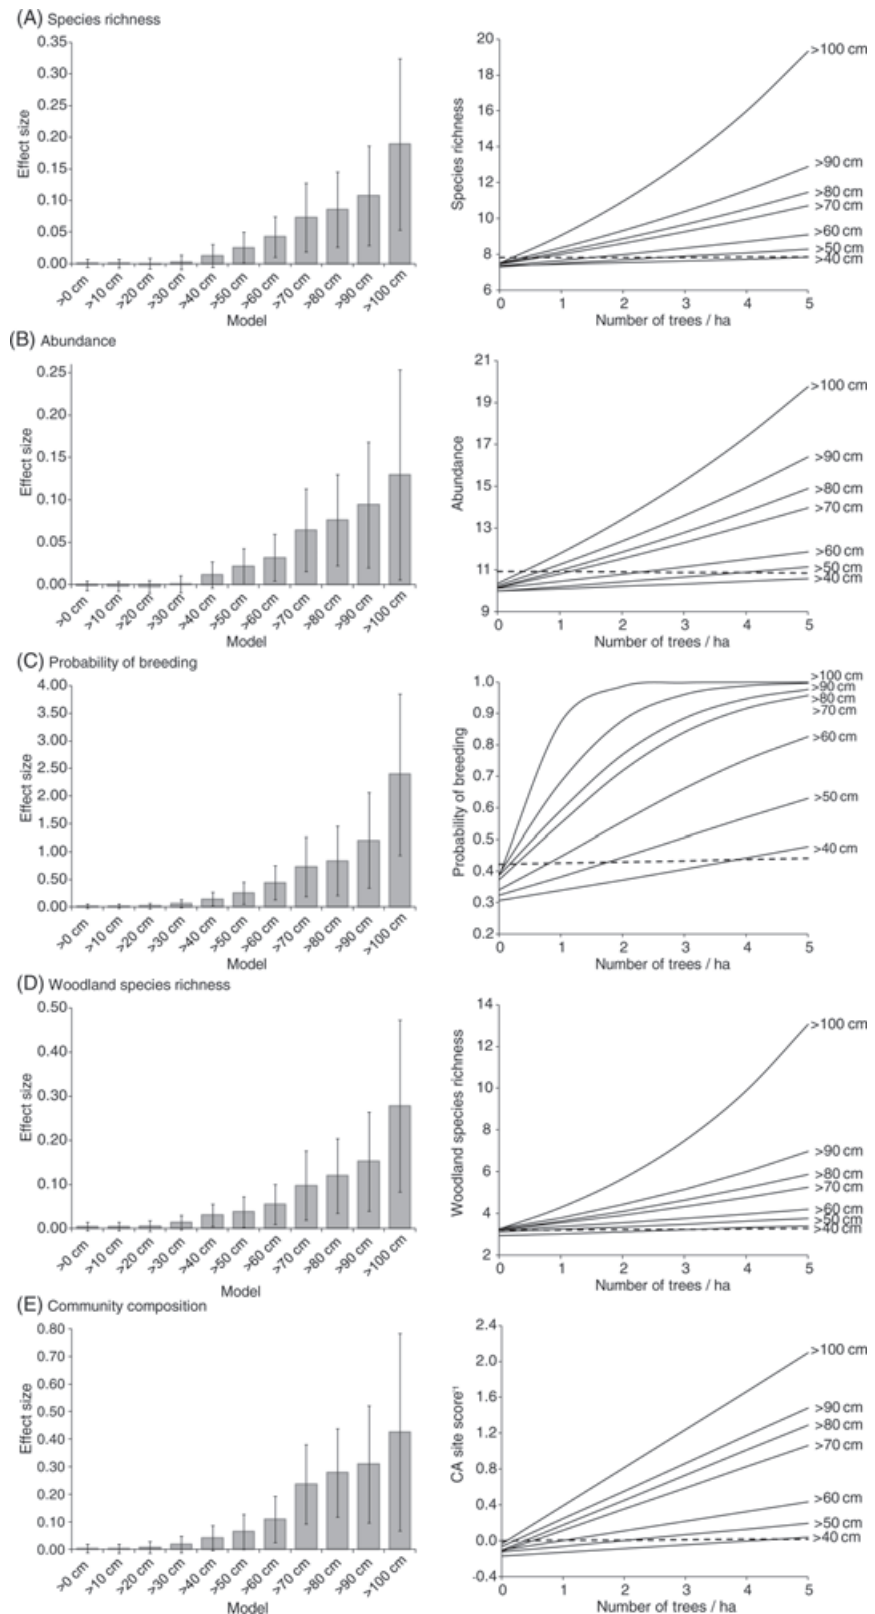 (A) Species richness
Effect size
0.35
0.30
0.25
0.20
0.15
0.10
0.05
0.00
>0 cm
>10 cm
>20 cm
>30 cm
>40 cm
>50 cm
>60 cm
>70 cm
>80 cm
>90 cm
>100 cm
Model
Species richness
20
18
16
14
12
10
8
6
0 1 2 3 4 5
Number of trees / ha
>100 cm
>90 cm
>80 cm
>70 cm
>60 cm
>50 cm
>40 cm
(B) Abundance
Effect size
0.25
0.20
0.15
0.10
0.05
0.00
>0 cm
>10 cm
>20 cm
>30 cm
>40 cm
>50 cm
>60 cm
>70 cm
>80 cm
>90 cm
>100 cm
Model
Abundance
21
19
17
15
13
11
9
0 1 2 3 4 5
Number of trees / ha
>100 cm
>90 cm
>80 cm
>70 cm
>60 cm
>50 cm
>40 cm
(C) Probability of breeding
Effect size
4.00
3.50
3.00
2.50
2.00
1.50
1.00
0.50
0.00
>0 cm
>10 cm
>20 cm
>30 cm
>40 cm
>50 cm
>60 cm
>70 cm
>80 cm
>90 cm
>100 cm
Model
Probability of breeding
1.0
0.9
0.8
0.7
0.6
0.5
0.4
0.3
0.2
0 1 2 3 4 5
Number of trees / ha
>100 cm
>90 cm
>80 cm
>70 cm
>60 cm
>50 cm
>40 cm
(D) Woodland species richness
Effect size
0.50
0.40
0.30
0.20
0.10
0.00
>0 cm
>10 cm
>20 cm
>30 cm
>40 cm
>50 cm
>60 cm
>70 cm
>80 cm
>90 cm
>100 cm
Model
Woodland species richness
14
12
10
8
6
4
2
0 1 2 3 4 5
Number of trees / ha
>100 cm
>90 cm
>80 cm
>70 cm
>60 cm
>50 cm
>40 cm
(E) Community composition
Effect size
0.80
0.70
0.60
0.50
0.40
0.30
0.20
0.10
0.00
>0 cm
>10 cm
>20 cm
>30 cm
>40 cm
>50 cm
>60 cm
>70 cm
>80 cm
>90 cm
>100 cm
Model
CA site score⁻¹
2.4
2.0
1.6
1.2
0.8
0.4
0.0
-0.4
0 1 2 3 4 5
Number of trees / ha
>100 cm
>90 cm
>80 cm
>70 cm
>60 cm
>50 cm
>40 cm